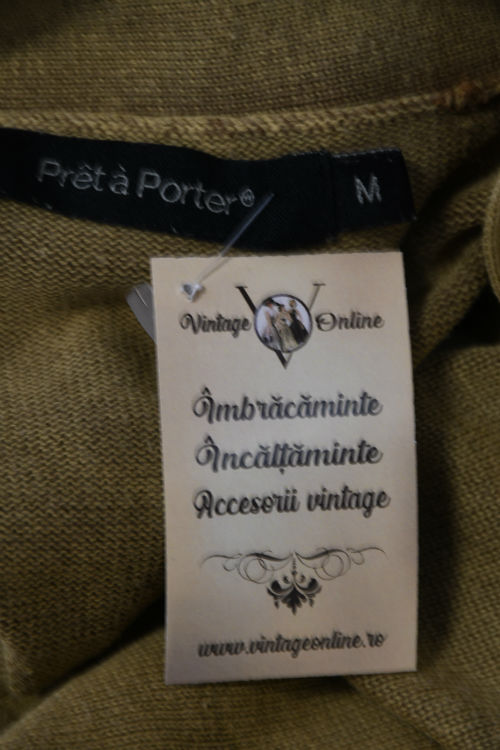 Prêt à Porter®
M
Vintage Online
Îmbrăcăminte
Încălțăminte
Accesorii vintage
www.vintageonline.ro